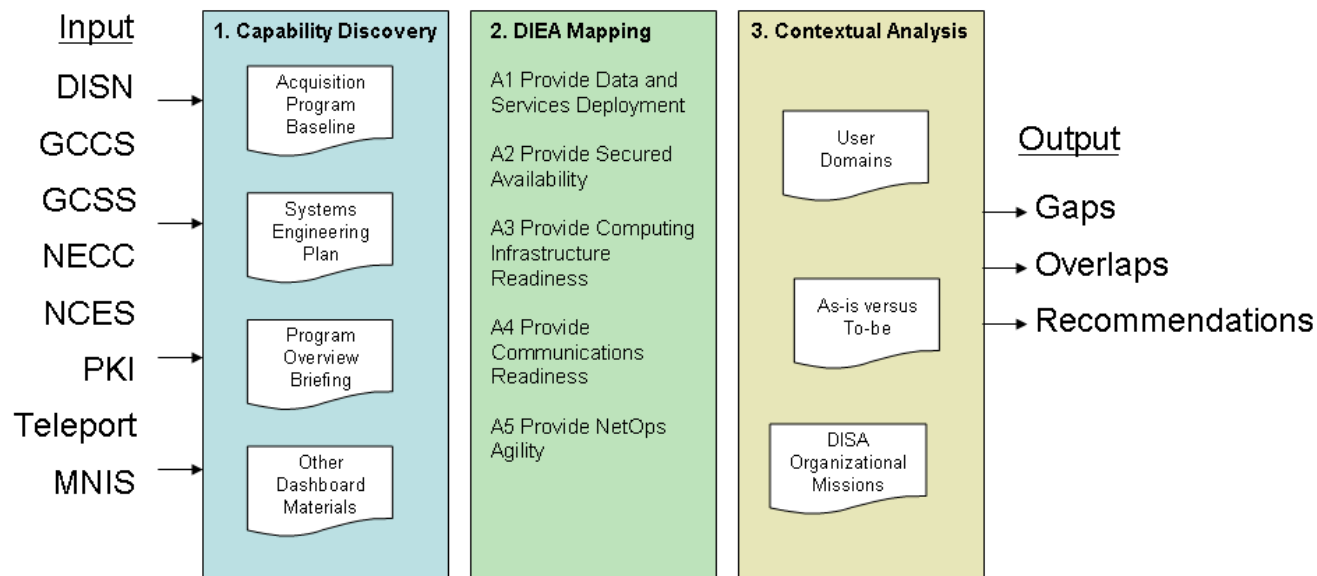 Input
DISN
GCCS
GCSS
NECC
NCES
PKI
Teleport
MNIS
1. Capability Discovery
Acquisition
Program
Baseline
Systems
Engineering
Plan
Program
Overview
Briefing
Other
Dashboard
Materials
2. DIEA Mapping
A1 Provide Data and
Services Deployment
A2 Provide Secured
Availability
A3 Provide Computing
Infrastructure
Readiness
A4 Provide
Communications
Readiness
A5 Provide NetOps
Agility
3. Contextual Analysis
User
Domains
As-is versus
To-be
DISA
Organizational
Missions
Output
Gaps
Overlaps
Recommendations